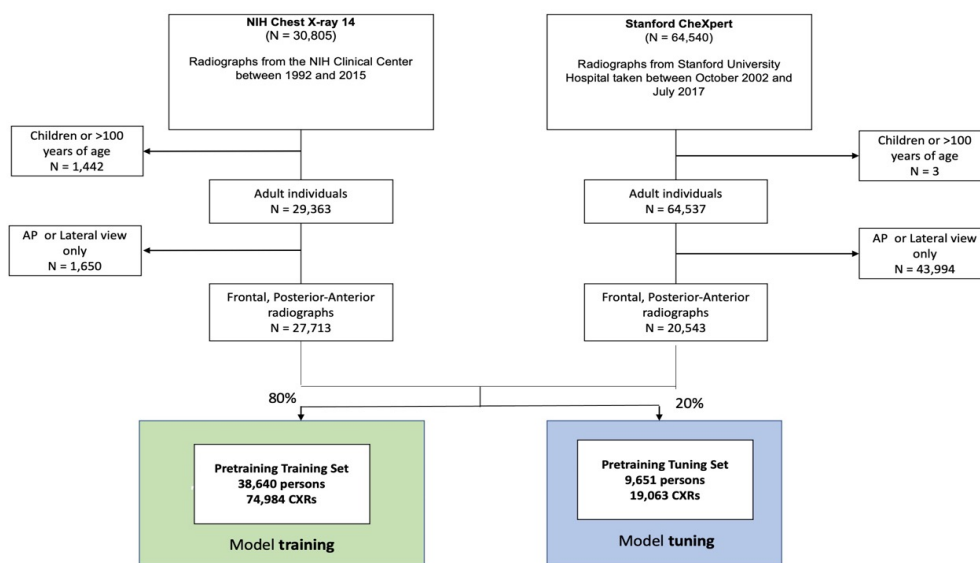 NIH Chest X-ray 14
(N = 30,805)
Radiographs from the NIH Clinical Center
between 1992 and 2015
Stanford CheXpert
(N = 64,540)
Radiographs from Stanford University
Hospital taken between October 2002 and
July 2017
Children or >100
years of age
N = 1,442
Children or >100
years of age
N = 3
Adult individuals
N = 29,363
Adult individuals
N = 64,537
AP or Lateral view
only
N = 1,650
AP or Lateral view
only
N = 43,994
Frontal, Posterior-Anterior
radiographs
N = 27,713
Frontal, Posterior-Anterior
radiographs
N = 20,543
80%
20%
Pretraining Training Set
38,640 persons
74,984 CXRs
Model training
Pretraining Tuning Set
9,651 persons
19,063 CXRs
Model tuning